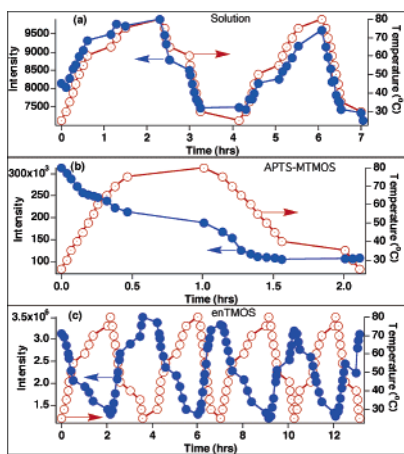 (a) Solution
9500
9000
8500
8000
7500
Intensity
80
70
60
50
40
30
Temperature (°C)
0 1 2 3 4 5 6 7
Time (hrs)
(b) APTS-MTMOS
300x10³
250
200
150
100
Intensity
80
70
60
50
40
30
Temperature (°C)
0.0 0.5 1.0 1.5 2.0
Time (hrs)
(c) enTMOS
3.5x10⁶
3.0
2.5
2.0
1.5
Intensity
80
70
60
50
40
30
Temperature (°C)
0 2 4 6 8 10 12
Time (hrs)